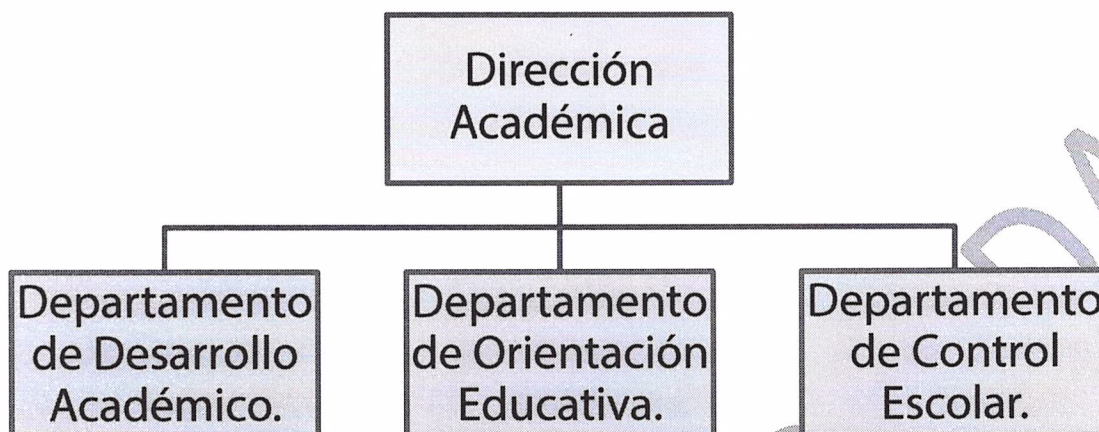 Dirección
Académica
Departamento
de Desarrollo
Académico.
Departamento
de Orientación
Educativa.
Departamento
de Control
Escolar.